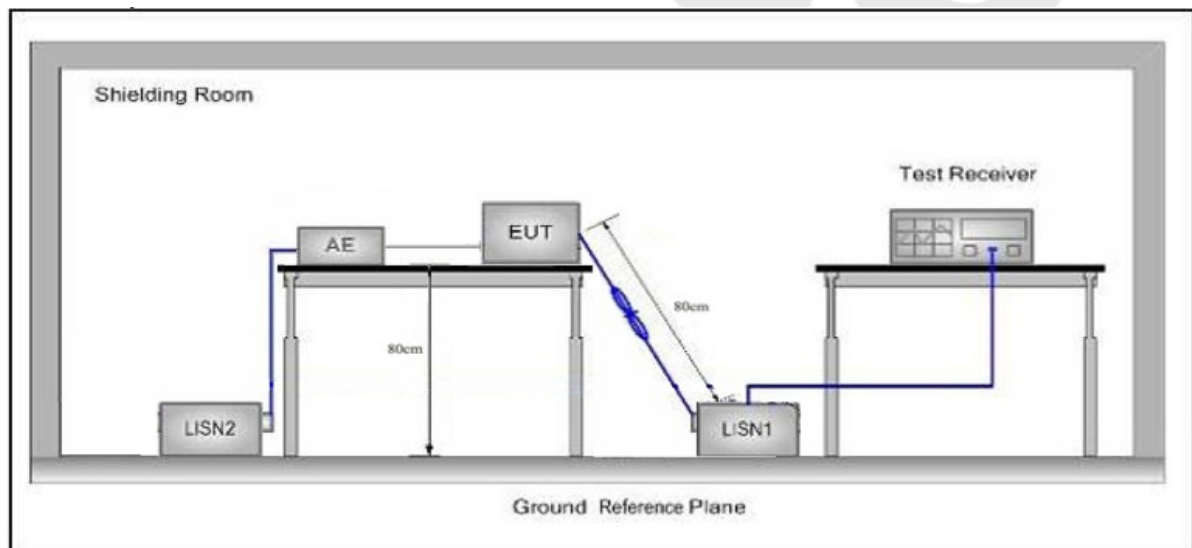 Shielding Room
Test Receiver
AE
EUT
80cm
80cm
LISN2
LISN1
Ground Reference Plane